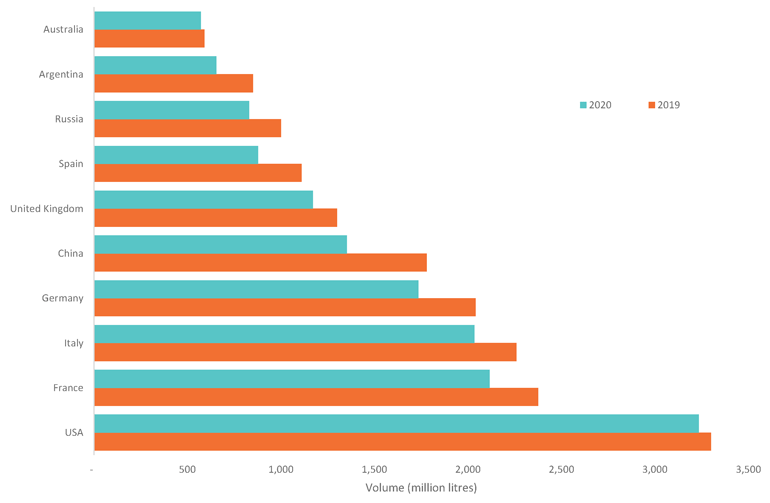 Australia
Argentina
Russia
Spain
United Kingdom
China
Germany
Italy
France
USA
2020 2019
- 500 1,000 1,500 2,000 2,500 3,000 3,500
Volume (million litres)